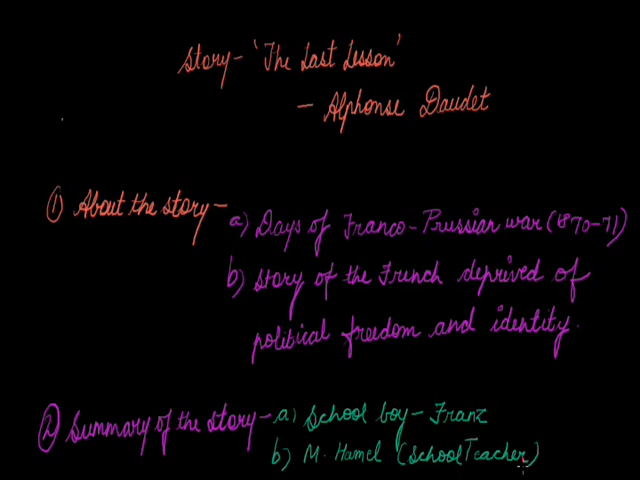 Story - 'The Last Lesson'
- Alphonse Daudet
① About the story -
a) Days of Franco - Prussian war (1870-71)
b) Story of the French deprived of
political freedom and identity.
② Summary of the story - a) School boy - Franz
b) M. Hamel (School Teacher)